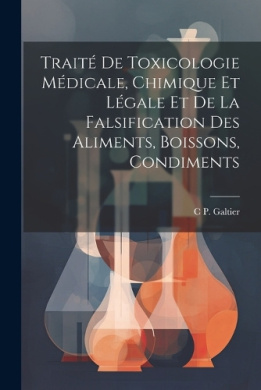 Traité De Toxicologie
Médicale, Chimique Et
Légale Et De La
Falsification Des
Aliments, Boissons,
Condiments
C P. Galtier